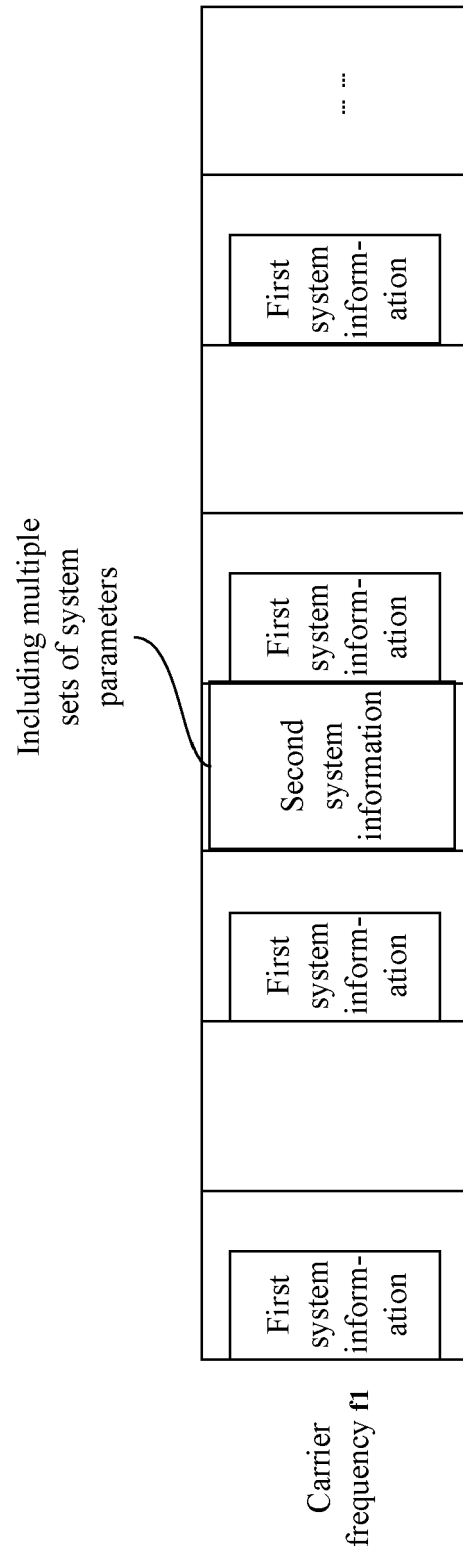 Including multiple
sets of system
parameters
Carrier
frequency f1
First
system
inform-
ation
First
system
inform-
ation
Second
system
information
First
system
inform-
ation
First
system
inform-
ation
... ...